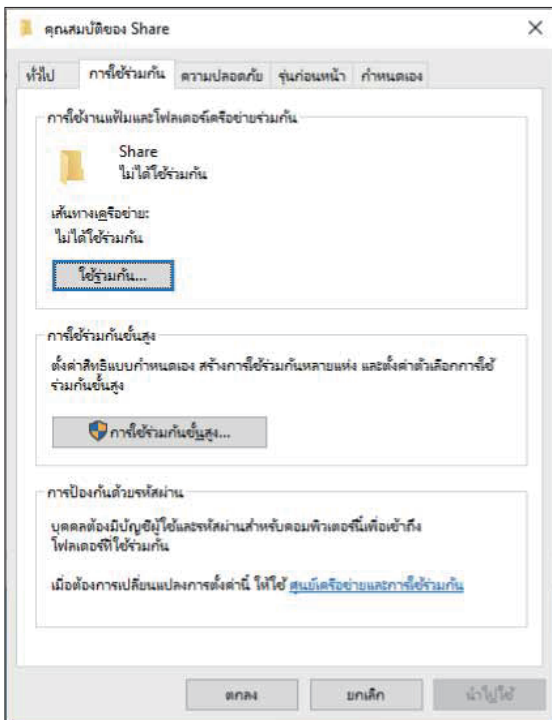 คุณสมบัติของ Share
ทั่วไป การใช้ร่วมกัน ความปลอดภัย รุ่นก่อนหน้า กำหนดเอง
การใช้งานแฟ้มและโฟลเดอร์เครือข่ายร่วมกัน
Share
ไม่ได้ใช้ร่วมกัน
เส้นทางเครือข่าย:
ไม่ได้ใช้ร่วมกัน
ใช้ร่วมกัน...
การใช้ร่วมกันขั้นสูง
ตั้งค่าสิทธิแบบกำหนดเอง สร้างการใช้ร่วมกันหลายแห่ง และตั้งค่าตัวเลือกการใช้
ร่วมกันขั้นสูง
การใช้ร่วมกันขั้นสูง...
การป้องกันด้วยรหัสผ่าน
บุคคลต้องมีบัญชีผู้ใช้และรหัสผ่านสำหรับคอมพิวเตอร์นี้เพื่อเข้าถึง
โฟลเดอร์ที่ใช้ร่วมกัน
เมื่อต้องการเปลี่ยนแปลงการตั้งค่านี้ ให้ใช้ ศูนย์เครือข่ายและการใช้ร่วมกัน
ตกลง ยกเลิก นำไปใช้